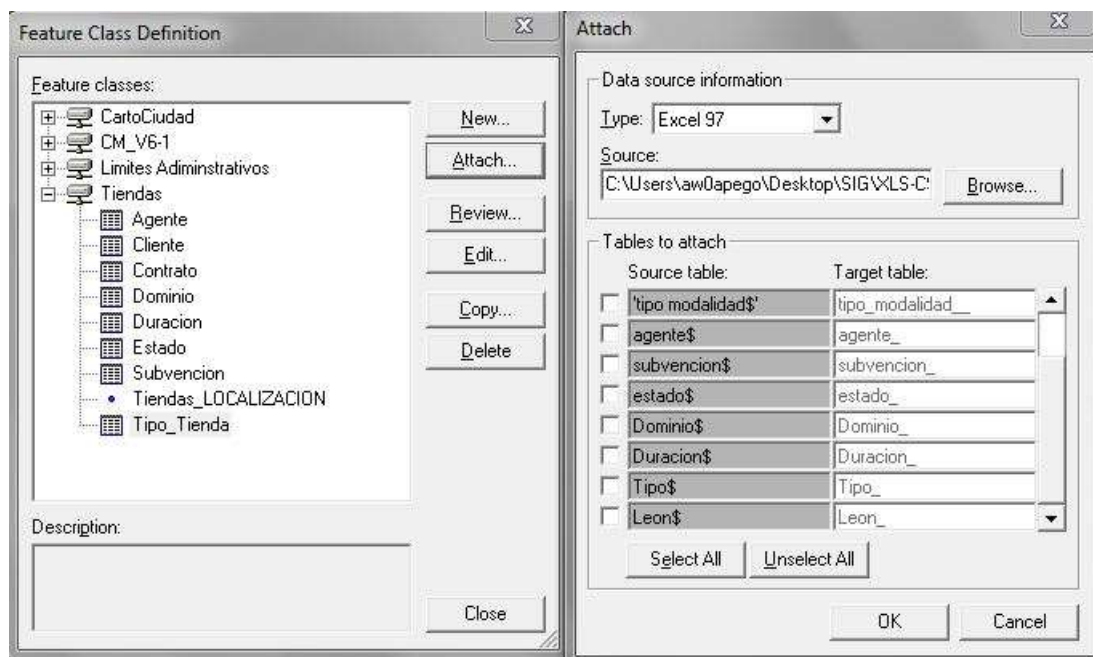 Feature Class Definition
Feature classes:
CartoCiudad
CM_V6-1
Limites Adiminstrativos
Tiendas
Agente
Cliente
Contrato
Dominio
Duracion
Estado
Subvencion
Tiendas_LOCALIZACION
Tipo_Tienda
New...
Attach...
Review...
Edit...
Copy...
Delete
Description:
Close
Attach
Data source information
Type: Excel 97
Source:
C:\Users\aw0apego\Desktop\SIG\XLS-C Browse...
Tables to attach
Source table: Target table:
'tipo modalidad$' tipo_modalidad__
agente$ agente_
subvencion$ subvencion_
estado$ estado_
Dominio$ Dominio_
Duracion$ Duracion_
Tipo$ Tipo_
Leon$ Leon_
Select All Unselect All
OK Cancel